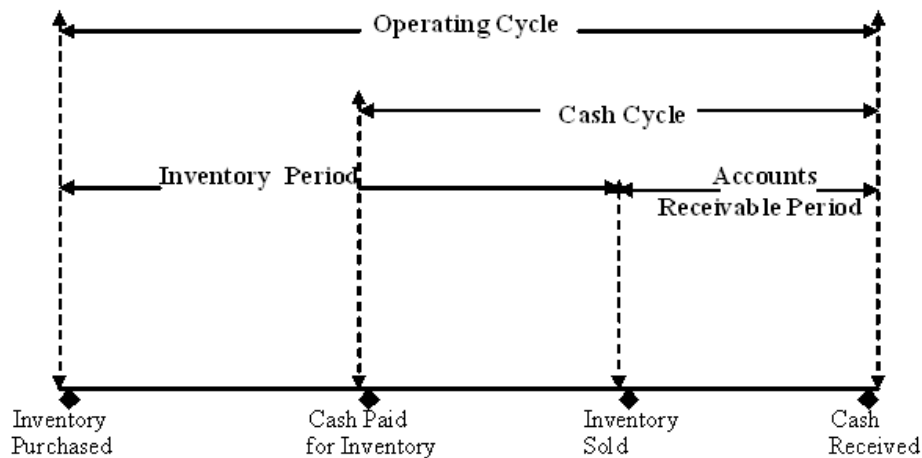 Operating Cycle
Cash Cycle
Inventory Period
Accounts
Receivable Period
Inventory
Purchased
Cash Paid
for Inventory
Inventory
Sold
Cash
Received